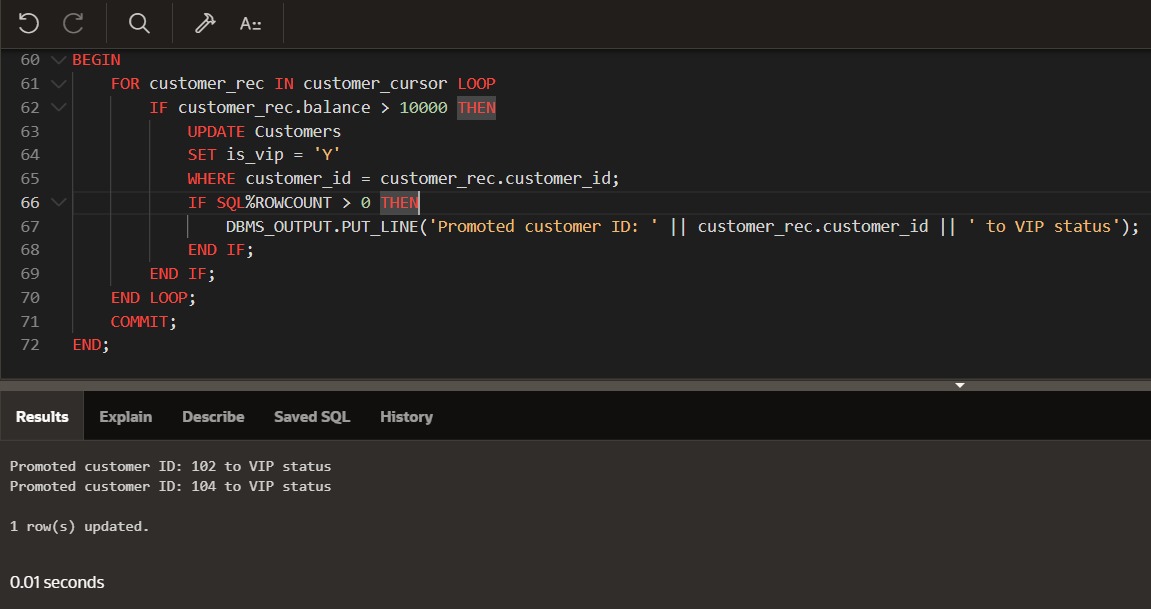 A::
60 BEGIN
61 FOR customer_rec IN customer_cursor LOOP
62 IF customer_rec.balance > 10000 THEN
63 UPDATE Customers
64 SET is_vip = 'Y'
65 WHERE customer_id = customer_rec.customer_id;
66 IF SQL%ROWCOUNT > 0 THEN
67 DBMS_OUTPUT.PUT_LINE('Promoted customer ID: ' || customer_rec.customer_id || ' to VIP status');
68 END IF;
69 END IF;
70 END LOOP;
71 COMMIT;
72 END;
Results Explain Describe Saved SQL History
Promoted customer ID: 102 to VIP status
Promoted customer ID: 104 to VIP status
1 row(s) updated.
0.01 seconds